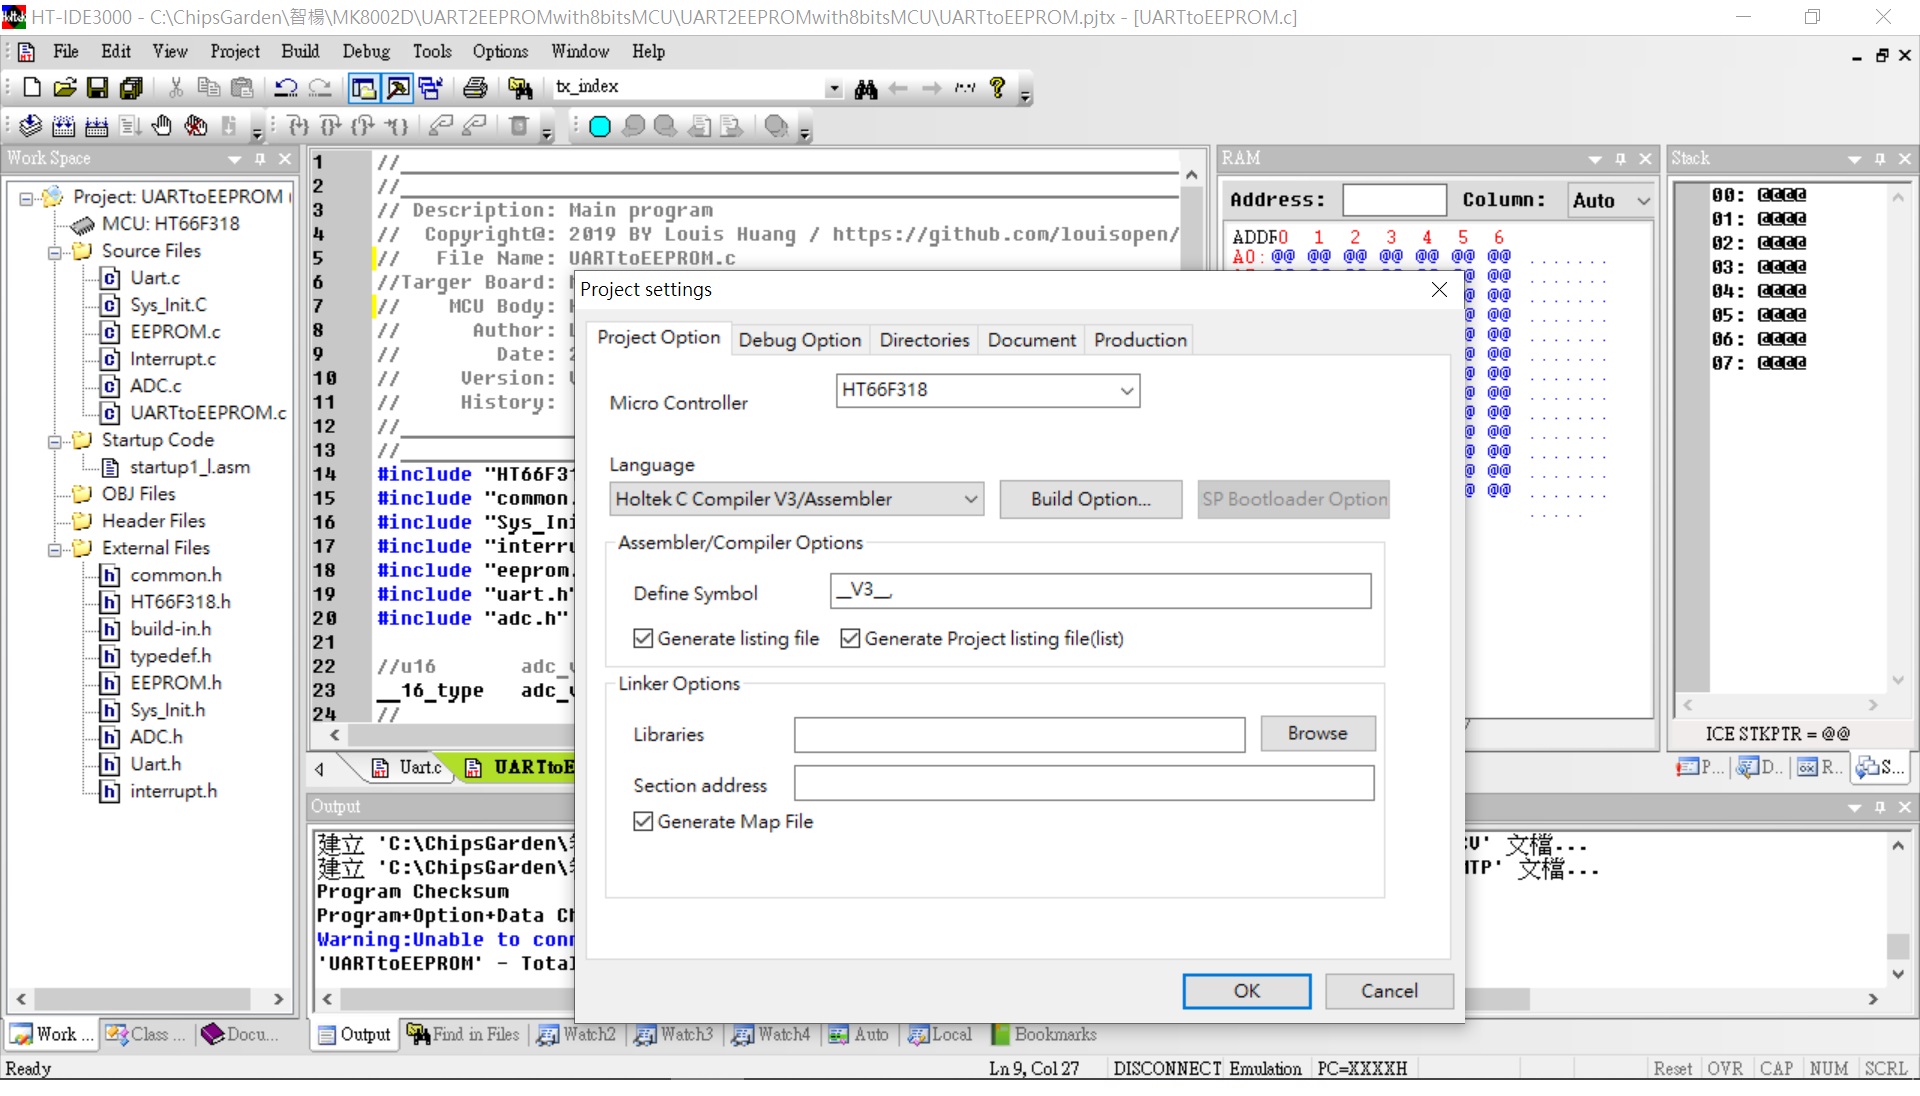 HT-IDE3000 - C:\ChipsGarden\智楊\MK8002D\UART2EEPROMwith8bitsMCU\UART2EEPROMwith8bitsMCU\UARTtoEEPROM.pjtx - [UARTtoEEPROM.c]
File Edit View Project Build Debug Tools Options Window Help
tx_index
Work Space
Project: UARTtoEEPROM (
MCU: HT66F318
Source Files
Uart.c
Sys_Init.C
EEPROM.c
Interrupt.c
ADC.c
UARTtoEEPROM.c
Startup Code
startup1_l.asm
OBJ Files
Header Files
External Files
common.h
HT66F318.h
build-in.h
typedef.h
EEPROM.h
Sys_Init.h
ADC.h
Uart.h
interrupt.h
Work ... Class ... Docu...
1 //
2 //
3 // Description: Main program
4 // Copyright@: 2019 BY Louis Huang / https://github.com/louisopen/
5 // File Name: UARTtoEEPROM.c
6 //Targer Board:
7 // MCU Body:
8 // Author:
9 // Date: 2
10 // Version:
11 // History:
12 //
13 //
14 #include "HT66F31
15 #include "common.
16 #include "Sys_Ini
17 #include "interru
18 #include "eeprom.
19 #include "uart.h"
20 #include "adc.h"
21
22 //u16 adc_v
23 __16_type adc_v
24 //
Uart.c UARTtoE
RAM
Address: Column: Auto
ADDR0 1 2 3 4 5 6
A0: @@ @@ @@ @@ @@ @@ @@ .......
Stack
00: @@@@
01: @@@@
02: @@@@
03: @@@@
04: @@@@
05: @@@@
06: @@@@
07: @@@@
ICE STKPTR = @@
P... D.. R.. S...
Project settings
Project Option Debug Option Directories Document Production
Micro Controller HT66F318
Language
Holtek C Compiler V3/Assembler Build Option... SP Bootloader Option
Assembler/Compiler Options
Define Symbol __V3__,
Generate listing file Generate Project listing file(list)
Linker Options
Libraries Browse
Section address
Generate Map File
OK Cancel
Output
建立 'C:\ChipsGarden\ 文檔...
建立 'C:\ChipsGarden\ MTP' 文檔...
Program Checksum
Program+Option+Data Ch
Warning:Unable to conn
'UARTtoEEPROM' - Total
Output Find in Files Watch2 Watch3 Watch4 Auto Local Bookmarks
Ready Ln 9, Col 27 DISCONNECT Emulation PC=XXXXH Reset OVR CAP NUM SCRL